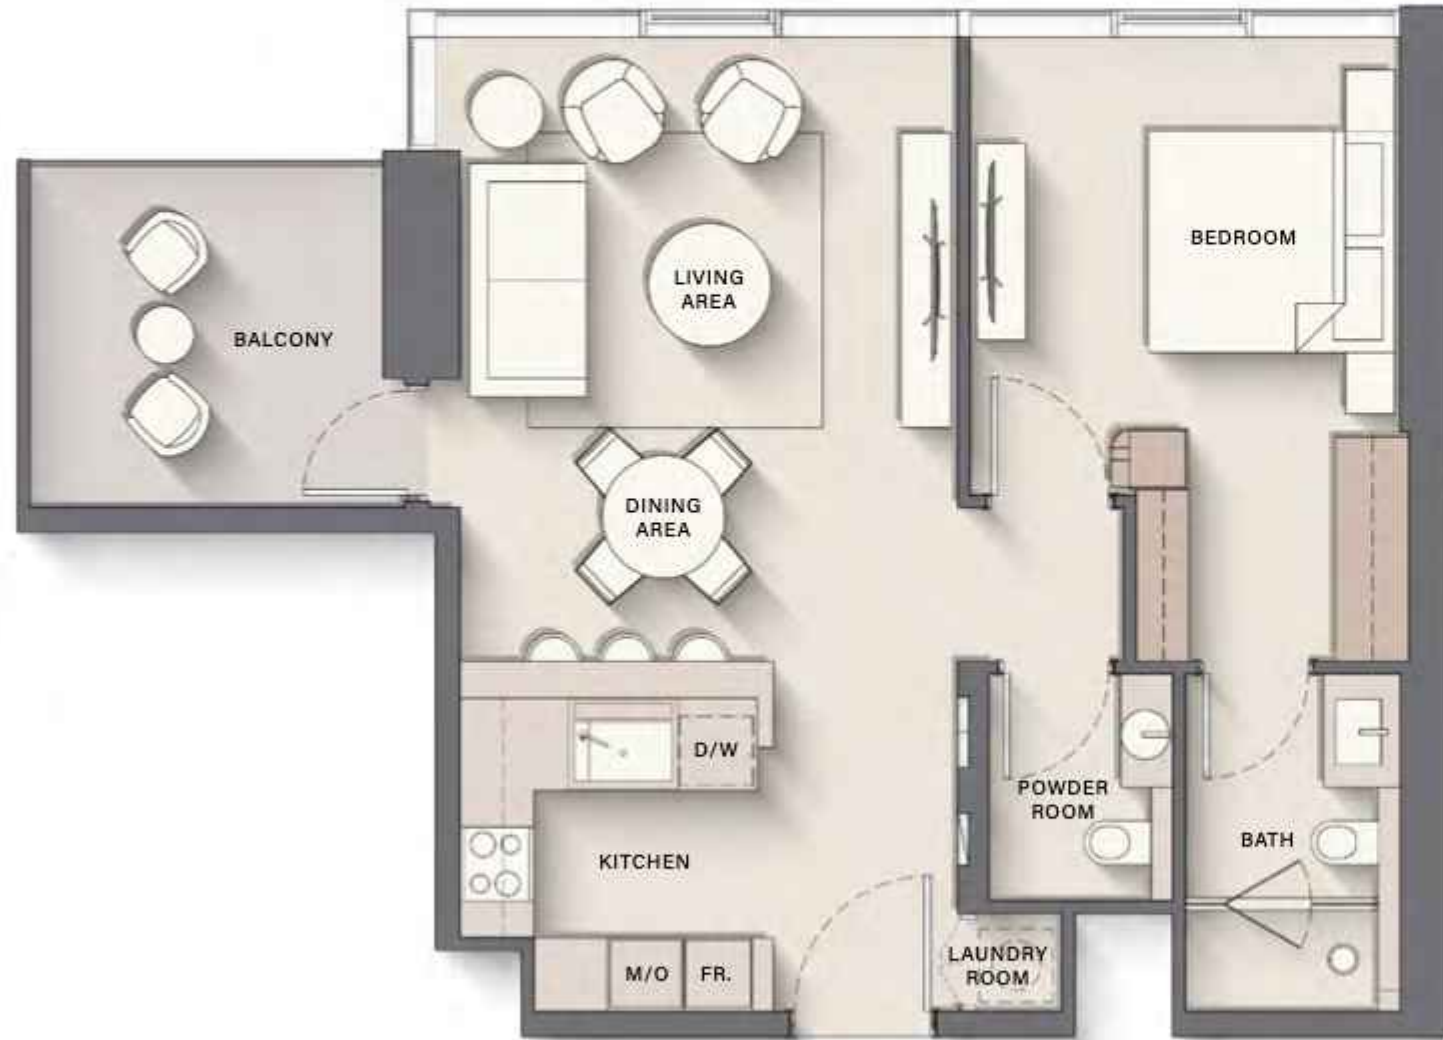 BEDROOM
LIVING
AREA
BALCONY
DINING
AREA
D/W
POWDER
ROOM
BATH
KITCHEN
LAUNDRY
ROOM
M/O
FR.